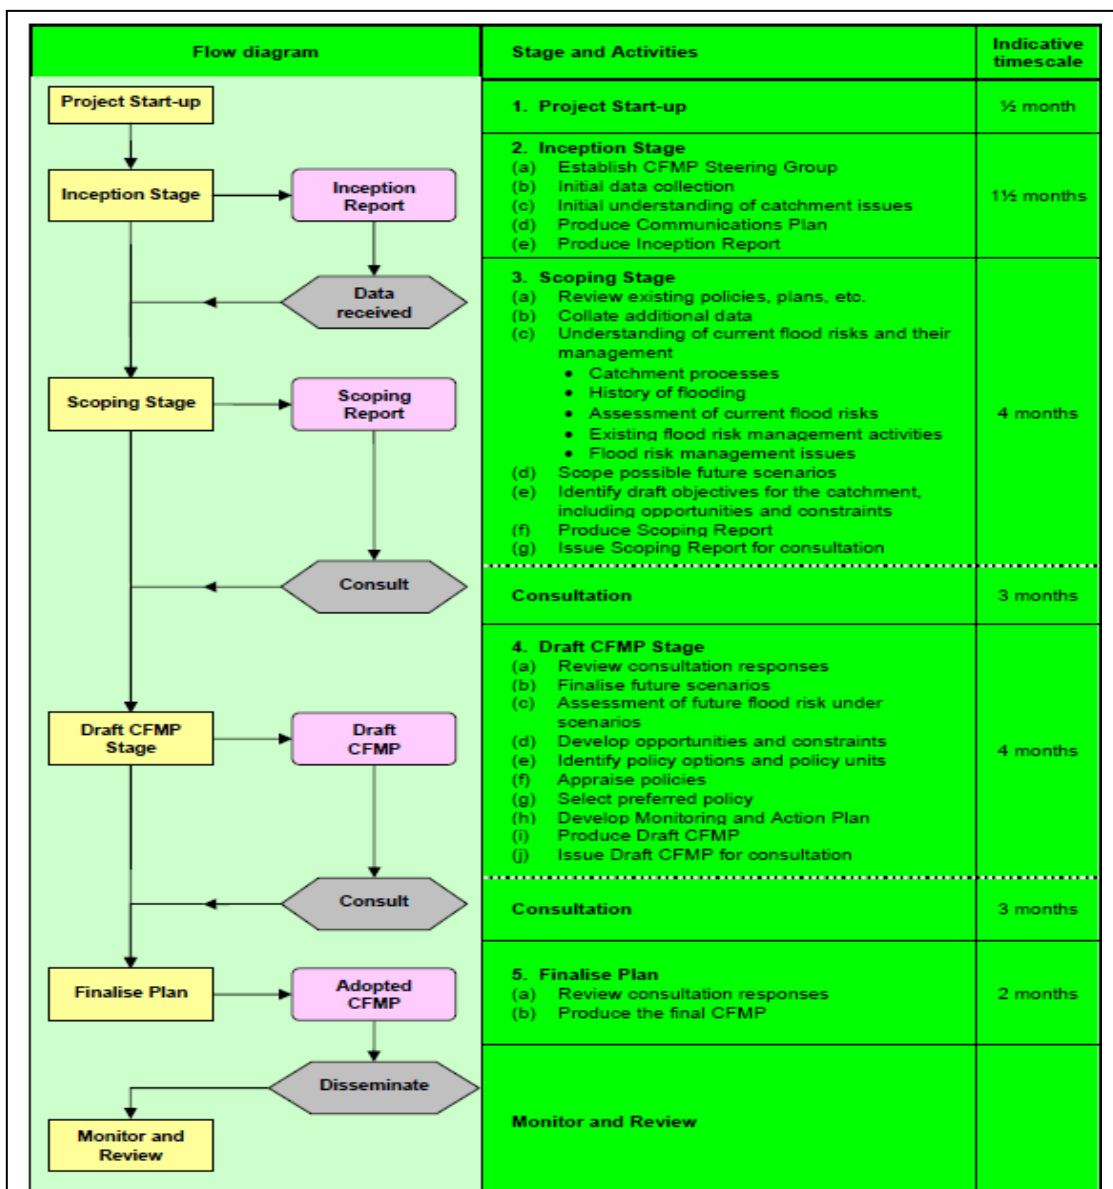 Flow diagram
Stage and Activities
Indicative
timescale
Project Start-up
1. Project Start-up
½ month
Inception Stage
Inception
Report
2. Inception Stage
(a) Establish CFMP Steering Group
(b) Initial data collection
(c) Initial understanding of catchment issues
(d) Produce Communications Plan
(e) Produce Inception Report
1½ months
Data
received
3. Scoping Stage
(a) Review existing policies, plans, etc.
(b) Collate additional data
(c) Understanding of current flood risks and their
management
• Catchment processes
• History of flooding
• Assessment of current flood risks
• Existing flood risk management activities
• Flood risk management issues
(d) Scope possible future scenarios
(e) Identify draft objectives for the catchment,
including opportunities and constraints
(f) Produce Scoping Report
(g) Issue Scoping Report for consultation
4 months
Scoping Stage
Scoping
Report
Consult
Consultation
3 months
Draft CFMP
Stage
Draft
CFMP
4. Draft CFMP Stage
(a) Review consultation responses
(b) Finalise future scenarios
(c) Assessment of future flood risk under
scenarios
(d) Develop opportunities and constraints
(e) Identify policy options and policy units
(f) Appraise policies
(g) Select preferred policy
(h) Develop Monitoring and Action Plan
(i) Produce Draft CFMP
(j) Issue Draft CFMP for consultation
4 months
Consult
Consultation
3 months
Finalise Plan
Adopted
CFMP
5. Finalise Plan
(a) Review consultation responses
(b) Produce the final CFMP
2 months
Disseminate
Monitor and
Review
Monitor and Review